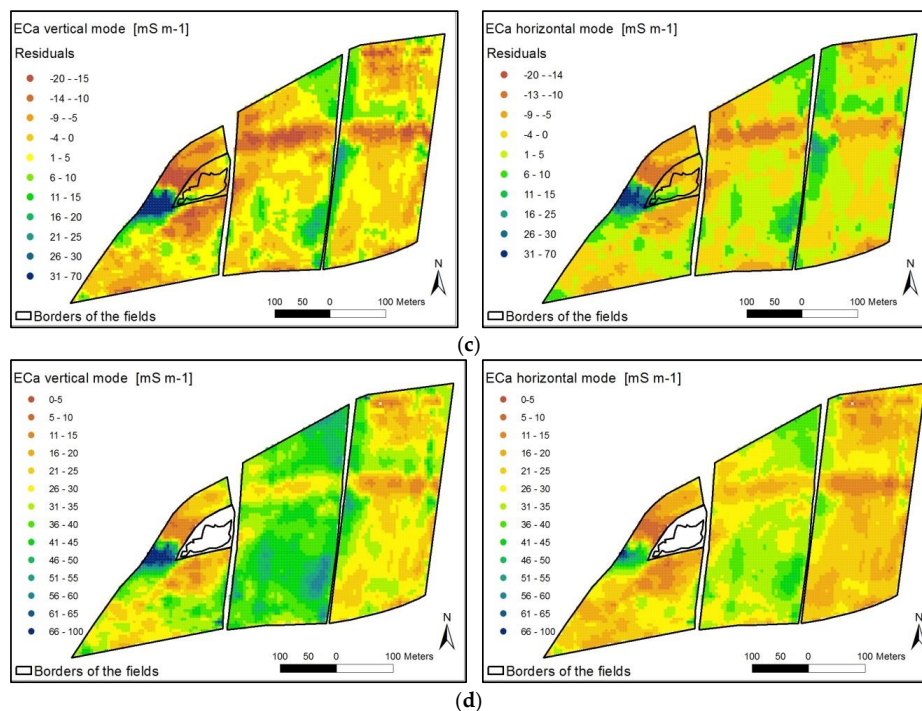 ECa vertical mode [mS m-1]
Residuals
-20 - -15
-14 - -10
-9 - -5
-4 - 0
1 - 5
6 - 10
11 - 15
16 - 20
21 - 25
26 - 30
31 - 70
N
100 50 0 100 Meters
Borders of the fields
ECa horizontal mode [mS m-1]
Residuals
-20 - -14
-13 - -10
-9 - -5
-4 - 0
1 - 5
6 - 10
11 - 15
16 - 25
26 - 30
31 - 70
N
100 50 0 100 Meters
Borders of the fields
(c)
ECa vertical mode [mS m-1]
0-5
5 - 10
11 - 15
16 - 20
21 - 25
26 - 30
31 - 35
36 - 40
41 - 45
46 - 50
51 - 55
56 - 60
61 - 65
66 - 100
N
100 50 0 100 Meters
Borders of the fields
ECa horizontal mode [mS m-1]
0-5
5 - 10
11 - 15
16 - 20
21 - 25
26 - 30
31 - 35
36 - 40
41 - 45
46 - 50
51 - 55
56 - 60
61 - 65
66 - 100
N
100 50 0 100 Meters
Borders of the fields
(d)